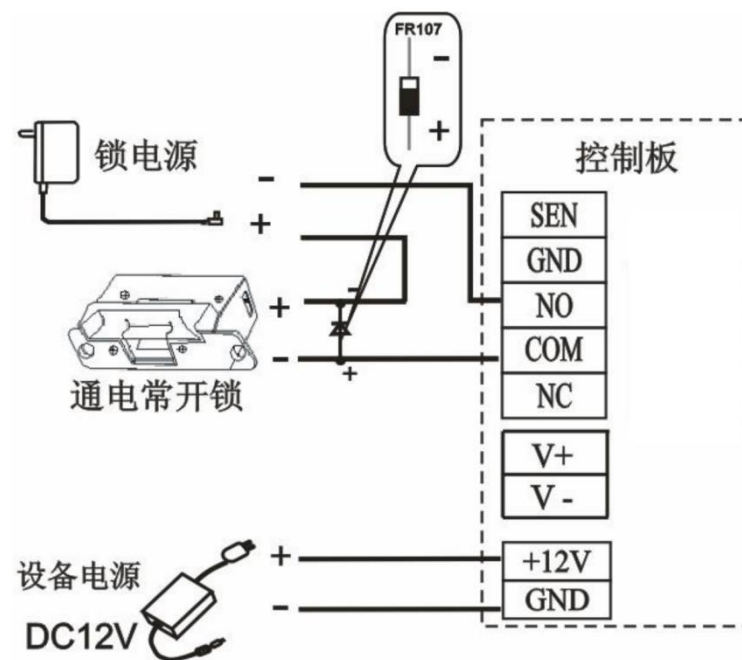 FR107
-
+
锁电源
控制板
-
+
SEN
GND
NO
COM
NC
-
+
-
+
通电常开锁
V+
V -
设备电源
DC12V
+
-
+12V
GND